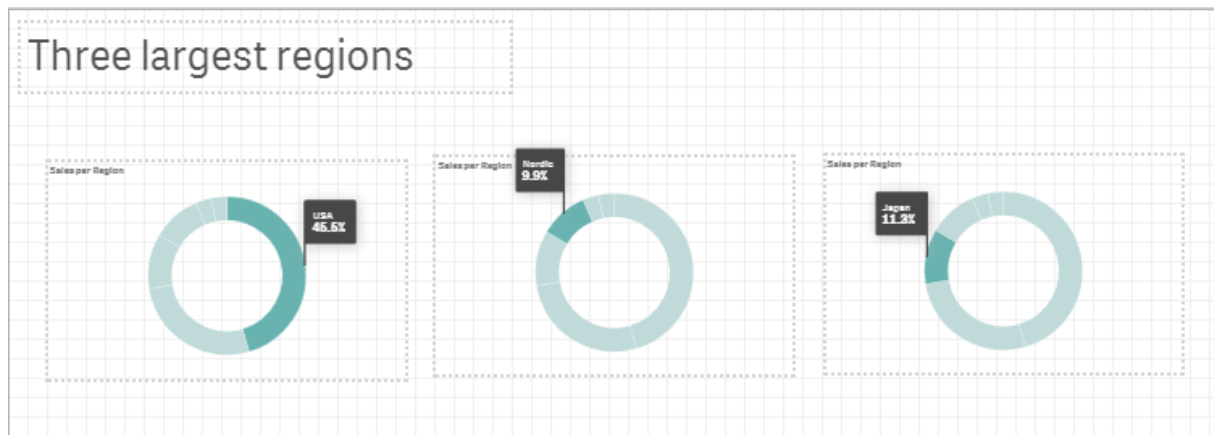 Three largest regions
Sales per Region
USA
45.5%
Sales per Region
Nordic
9.9%
Sales per Region
Japan
11.3%